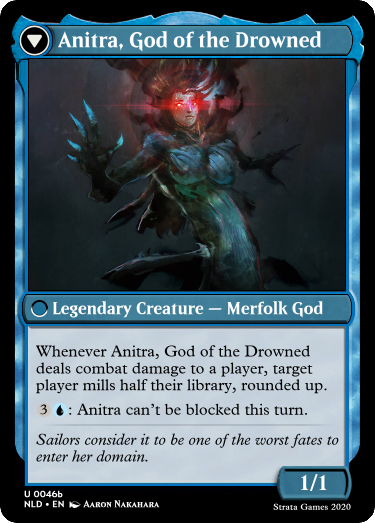 Anitra, God of the Drowned
Legendary Creature — Merfolk God
Whenever Anitra, God of the Drowned
deals combat damage to a player, target
player mills half their library, rounded up.
3 : Anitra can't be blocked this turn.
Sailors consider it to be one of the worst fates to
enter her domain.
1/1
U 0046b
NLD • EN Aaron Nakahara
Strata Games 2020